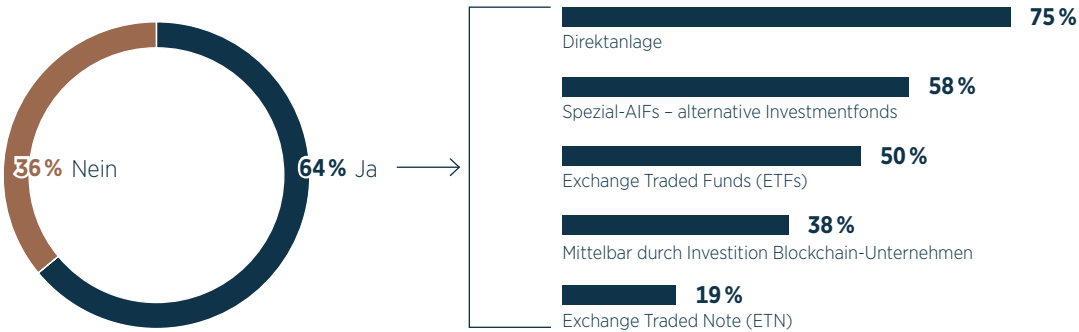 36 % Nein
64 % Ja
75 %
Direktanlage
58 %
Spezial-AIFs – alternative Investmentfonds
50 %
Exchange Traded Funds (ETFs)
38 %
Mittelbar durch Investition Blockchain-Unternehmen
19 %
Exchange Traded Note (ETN)